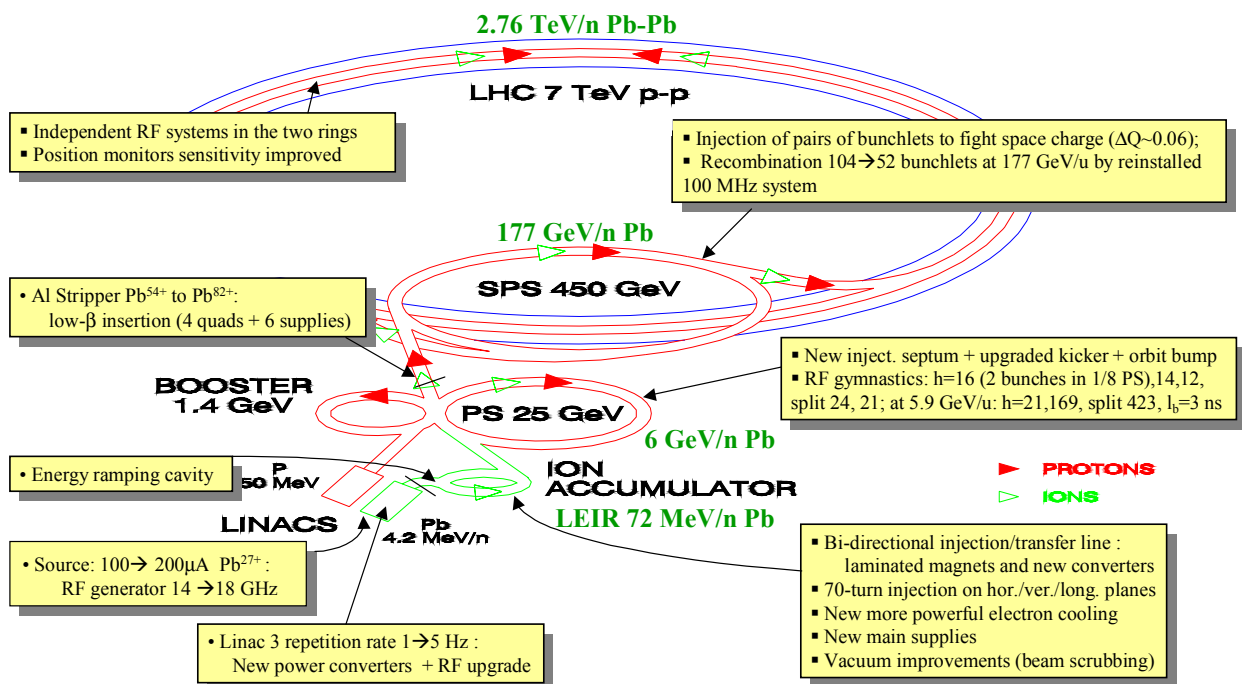 2.76 TeV/n Pb-Pb
LHC 7 TeV p-p
▪ Independent RF systems in the two rings
▪ Position monitors sensitivity improved
▪ Injection of pairs of bunchlets to fight space charge (ΔQ~0.06);
▪ Recombination 104→52 bunchlets at 177 GeV/u by reinstalled
100 MHz system
177 GeV/n Pb
SPS 450 GeV
• Al Stripper Pb⁵⁴⁺ to Pb⁸²⁺:
low-β insertion (4 quads + 6 supplies)
▪ New inject. septum + upgraded kicker + orbit bump
▪ RF gymnastics: h=16 (2 bunches in 1/8 PS),14,12,
split 24, 21; at 5.9 GeV/u: h=21,169, split 423, l_b=3 ns
BOOSTER
1.4 GeV
PS 25 GeV
6 GeV/n Pb
• Energy ramping cavity
P
50 MeV
ION
ACCUMULATOR
LEIR 72 MeV/n Pb
PROTONS
IONS
LINACS
Pb
4.2 MeV/n
• Source: 100→ 200μA Pb²⁷⁺ :
RF generator 14 →18 GHz
▪ Bi-directional injection/transfer line :
laminated magnets and new converters
▪ 70-turn injection on hor./ver./long. planes
▪ New more powerful electron cooling
▪ New main supplies
▪ Vacuum improvements (beam scrubbing)
• Linac 3 repetition rate 1→5 Hz :
New power converters + RF upgrade